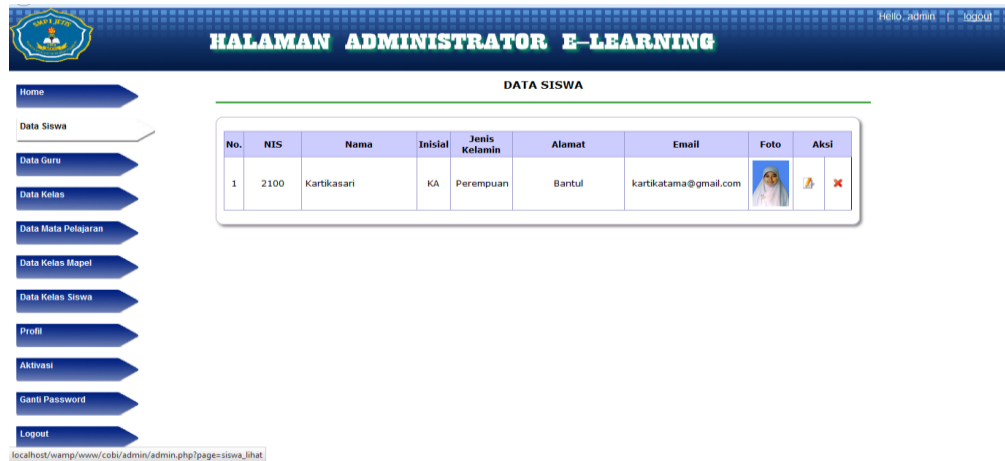 SMP 1 JETIS
Hello, admin | logout
HALAMAN ADMINISTRATOR E-LEARNING
Home
Data Siswa
Data Guru
Data Kelas
Data Mata Pelajaran
Data Kelas Mapel
Data Kelas Siswa
Profil
Aktivasi
Ganti Password
Logout
DATA SISWA
No. NIS Nama Inisial Jenis Kelamin Alamat Email Foto Aksi
1 2100 Kartikasari KA Perempuan Bantul kartikatama@gmail.com
localhost/wamp/www/cobi/admin/admin.php?page=siswa_lihat